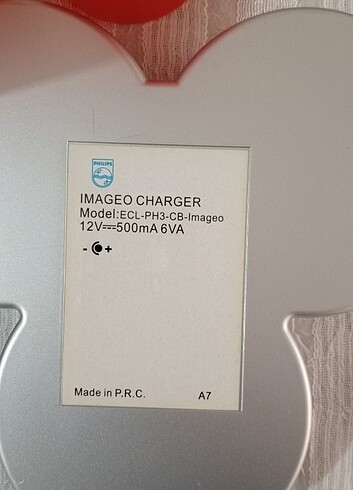 PHILIPS
IMAGEO CHARGER
Model:ECL-PH3-CB-Imageo
12V⎓500mA 6VA
- +
Made in P.R.C. A7